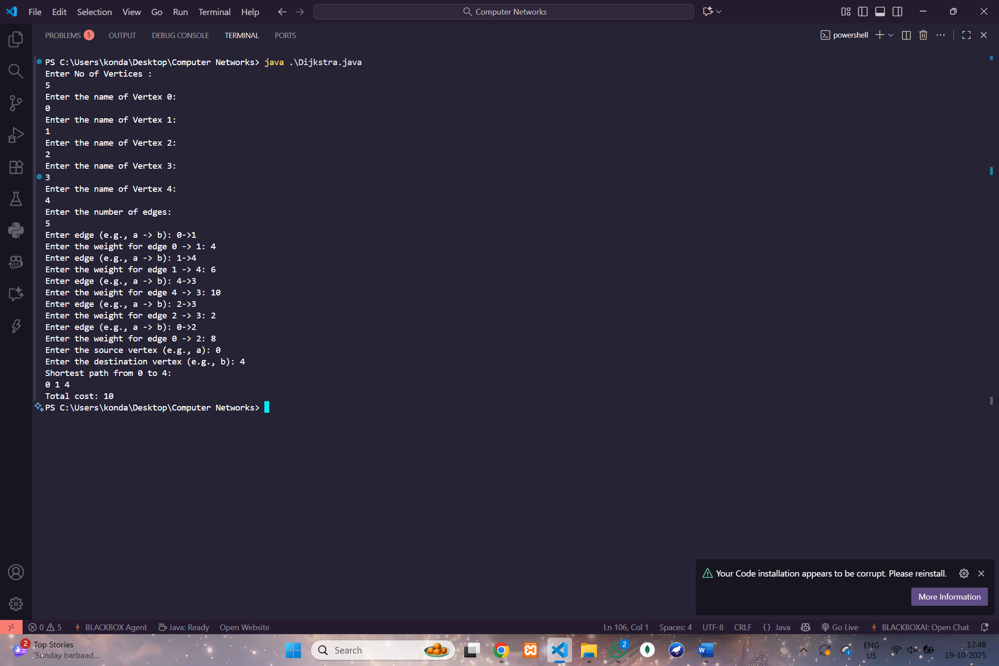 File Edit Selection View Go Run Terminal Help Computer Networks
PROBLEMS 5 OUTPUT DEBUG CONSOLE TERMINAL PORTS powershell
PS C:\Users\konda\Desktop\Computer Networks> java .\Dijkstra.java
Enter No of Vertices :
5
Enter the name of Vertex 0:
0
Enter the name of Vertex 1:
1
Enter the name of Vertex 2:
2
Enter the name of Vertex 3:
3
Enter the name of Vertex 4:
4
Enter the number of edges:
5
Enter edge (e.g., a -> b): 0->1
Enter the weight for edge 0 -> 1: 4
Enter edge (e.g., a -> b): 1->4
Enter the weight for edge 1 -> 4: 6
Enter edge (e.g., a -> b): 4->3
Enter the weight for edge 4 -> 3: 10
Enter edge (e.g., a -> b): 2->3
Enter the weight for edge 2 -> 3: 2
Enter edge (e.g., a -> b): 0->2
Enter the weight for edge 0 -> 2: 8
Enter the source vertex (e.g., a): 0
Enter the destination vertex (e.g., b): 4
Shortest path from 0 to 4:
0 1 4
Total cost: 10
PS C:\Users\konda\Desktop\Computer Networks>
Your Code installation appears to be corrupt. Please reinstall.
More Information
0 5 BLACKBOX Agent Java: Ready Open Website Ln 106, Col 1 Spaces: 4 UTF-8 CRLF {} Java Go Live BLACKBOXAI: Open Chat
2 Top Stories
'Sunday barbaad...
Search
W
2
ENG
US
12:48
19-10-2025